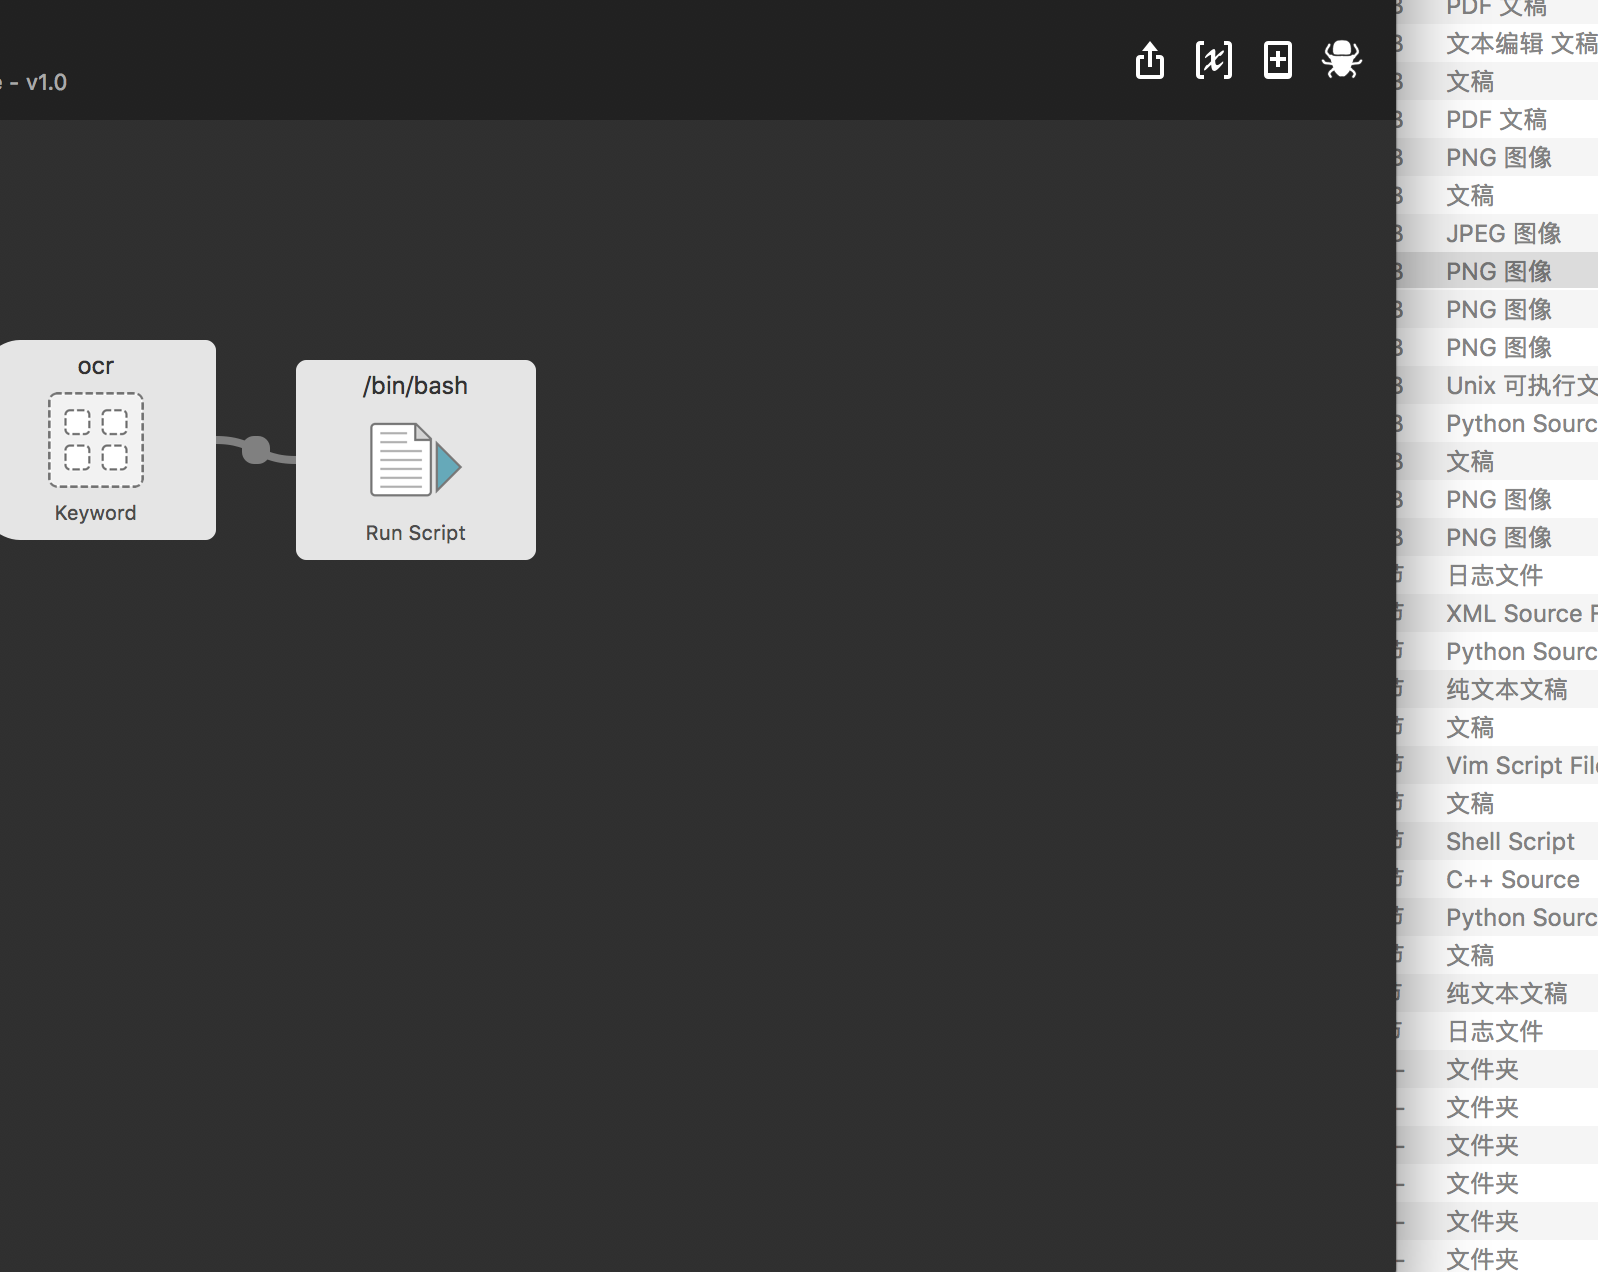 - v1.0
ocr
Keyword
/bin/bash
Run Script
PDF 文稿
文本编辑 文稿
文稿
PDF 文稿
PNG 图像
文稿
JPEG 图像
PNG 图像
PNG 图像
PNG 图像
Unix 可执行文
Python Sourc
文稿
PNG 图像
PNG 图像
日志文件
XML Source F
Python Sourc
纯文本文稿
文稿
Vim Script File
文稿
Shell Script
C++ Source
Python Sourc
文稿
纯文本文稿
日志文件
文件夹
文件夹
文件夹
文件夹
文件夹
文件夹